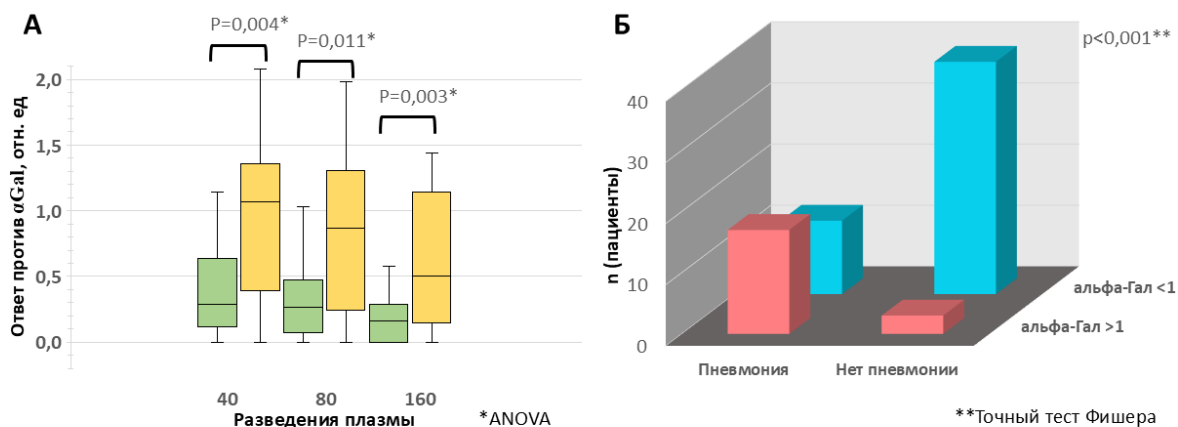 А
P=0,004*
P=0,011*
P=0,003*
Ответ против αGal, отн. ед
2,0
1,5
1,0
0,5
0,0
40
80
160
Разведения плазмы
*ANOVA
Б
p<0,001**
n (пациенты)
40
30
20
10
0
альфа-Гал <1
альфа-Гал >1
Пневмония
Нет пневмонии
**Точный тест Фишера